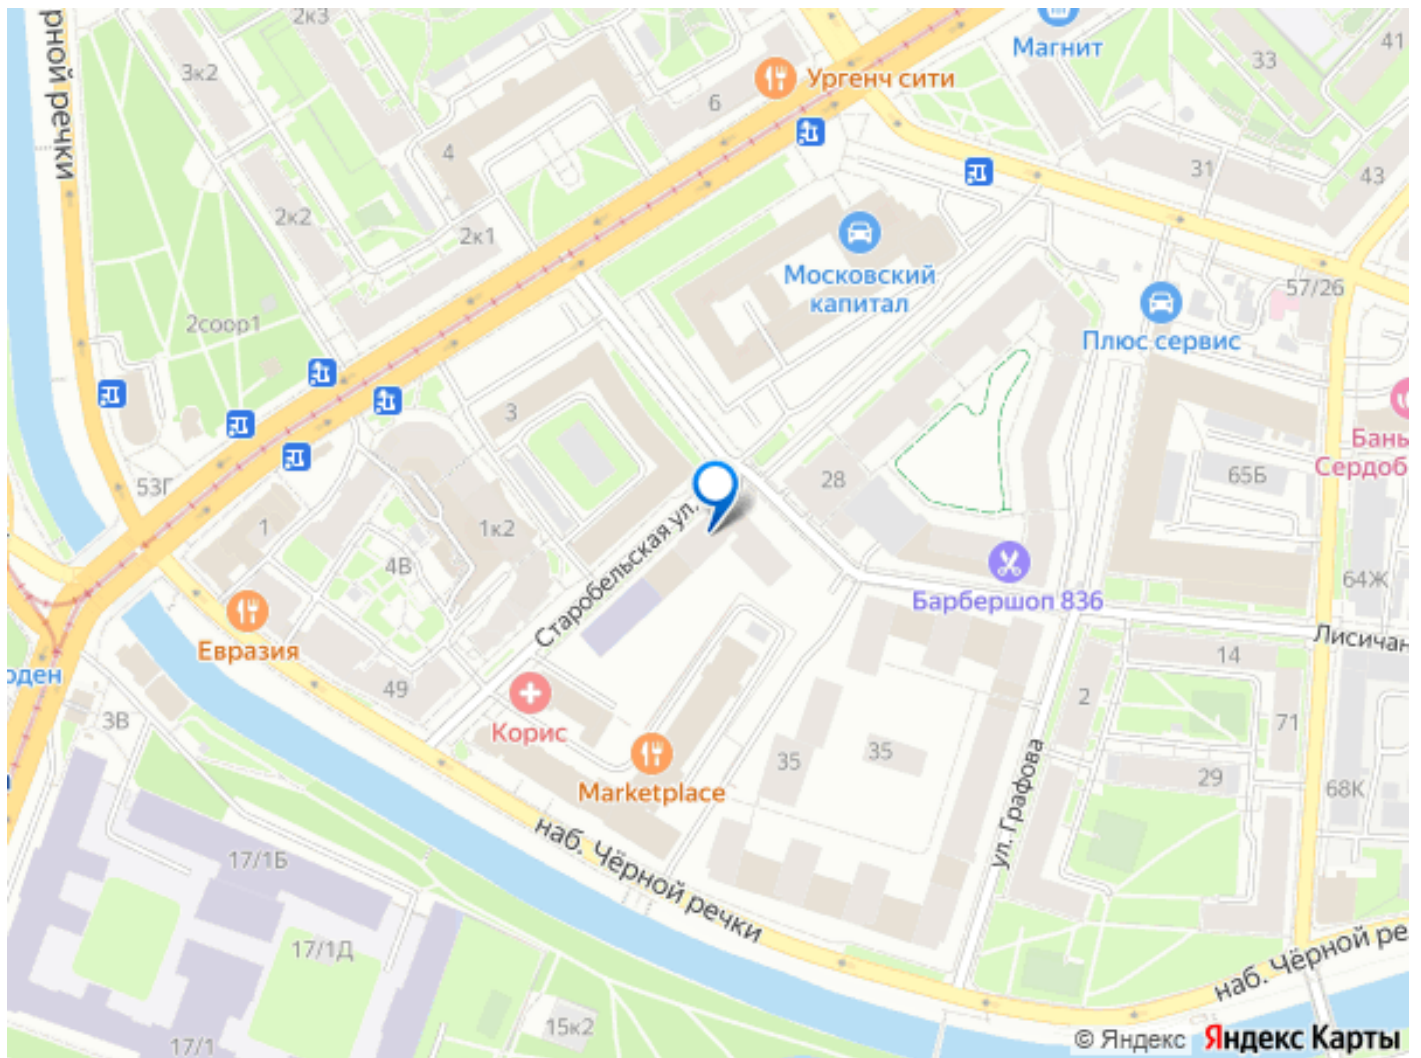 рной речки
2к3
3к2
Магнит
33
41
Ургенч сити
6
4
31
43
2к2
2к1
Московский
капитал
57/26
Плюс сервис
2соор1
3
Бань
Сердоб
28
65Б
53Г
1
1к2
4В
Старобельская ул.
64Ж
Барбершоп 836
Лисичан
Евразия
14
49
2
71
оден
3В
Корис
35
35
Marketplace
29
68К
ул. Графова
наб. Чёрной речки
17/1Б
17/1Д
наб. Чёрной ре
15к2
17/1
© Яндекс Яндекс Карты